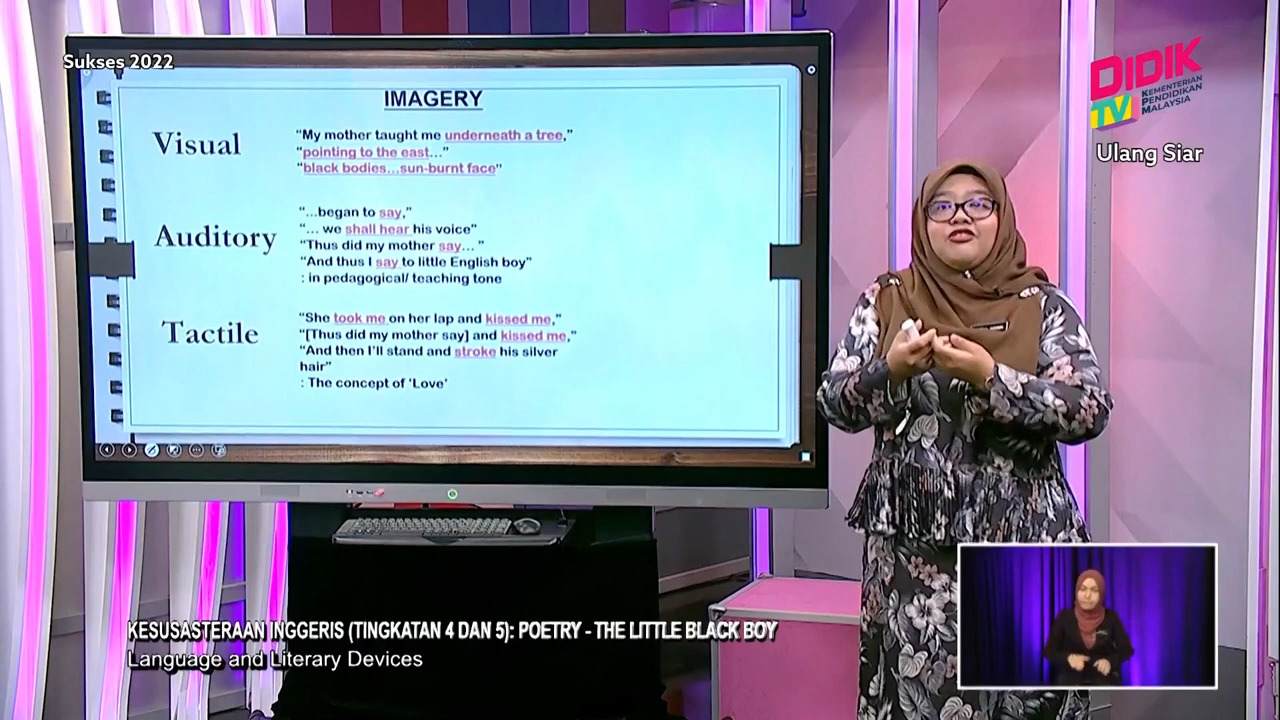 Sukses 2022
DIDIK
TV
KEMENTERIAN
PENDIDIKAN
MALAYSIA
Ulang Siar
IMAGERY
Visual
“My mother taught me underneath a tree,”
“pointing to the east…”
“black bodies…sun-burnt face”
Auditory
“…began to say,”
“… we shall hear his voice”
“Thus did my mother say… ”
“And thus I say to little English boy”
: in pedagogical/ teaching tone
Tactile
“She took me on her lap and kissed me,”
“[Thus did my mother say] and kissed me,”
“And then I’ll stand and stroke his silver
hair”
: The concept of ‘Love’
KESUSASTERAAN INGGERIS (TINGKATAN 4 DAN 5): POETRY - THE LITTLE BLACK BOY
Language and Literary Devices